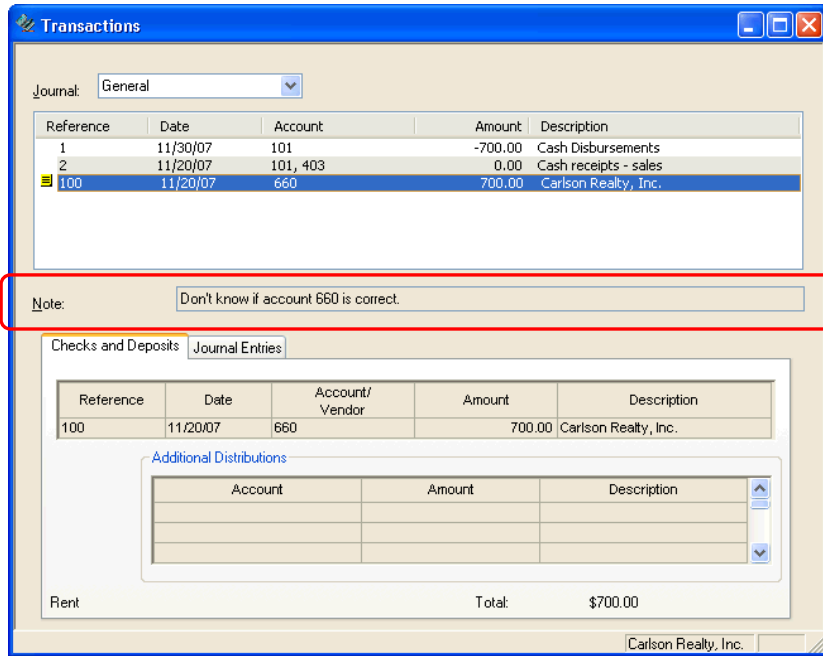 Transactions
Journal: General
Reference Date Account Amount Description
1 11/30/07 101 -700.00 Cash Disbursements
2 11/20/07 101, 403 0.00 Cash receipts - sales
100 11/20/07 660 700.00 Carlson Realty, Inc.
Note: Don't know if account 660 is correct.
Checks and Deposits Journal Entries
Reference Date Account/ Vendor Amount Description
100 11/20/07 660 700.00 Carlson Realty, Inc.
Additional Distributions
Account Amount Description
Rent Total: $700.00
Carlson Realty, Inc.